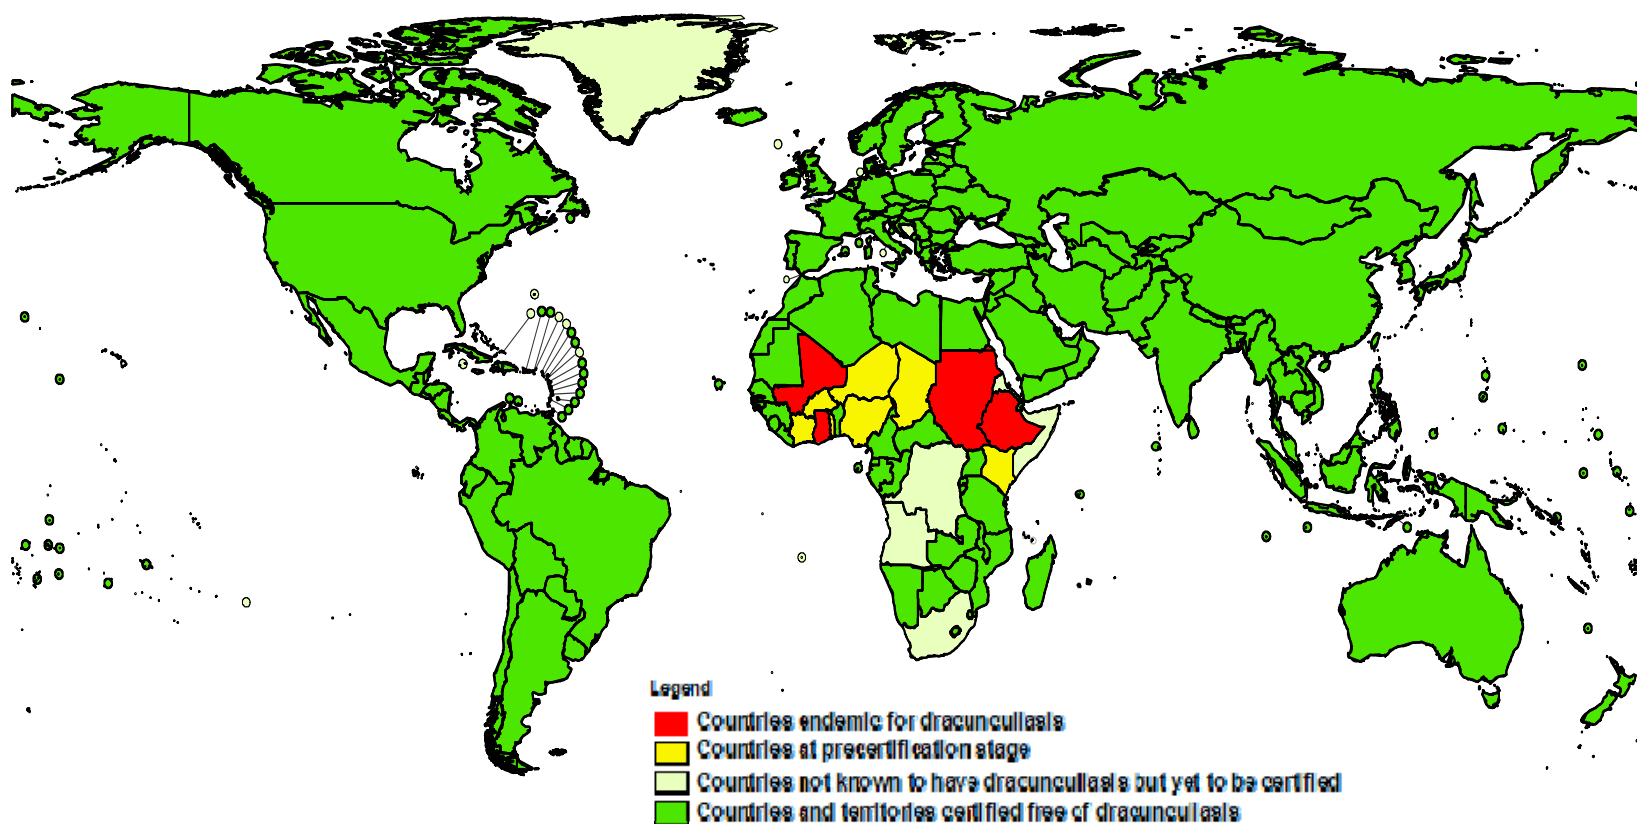 Legend
Countries endemic for dracunculiasis
Countries at precertification stage
Countries not known to have dracunculiasis but yet to be certified
Countries and territories certified free of dracunculiasis